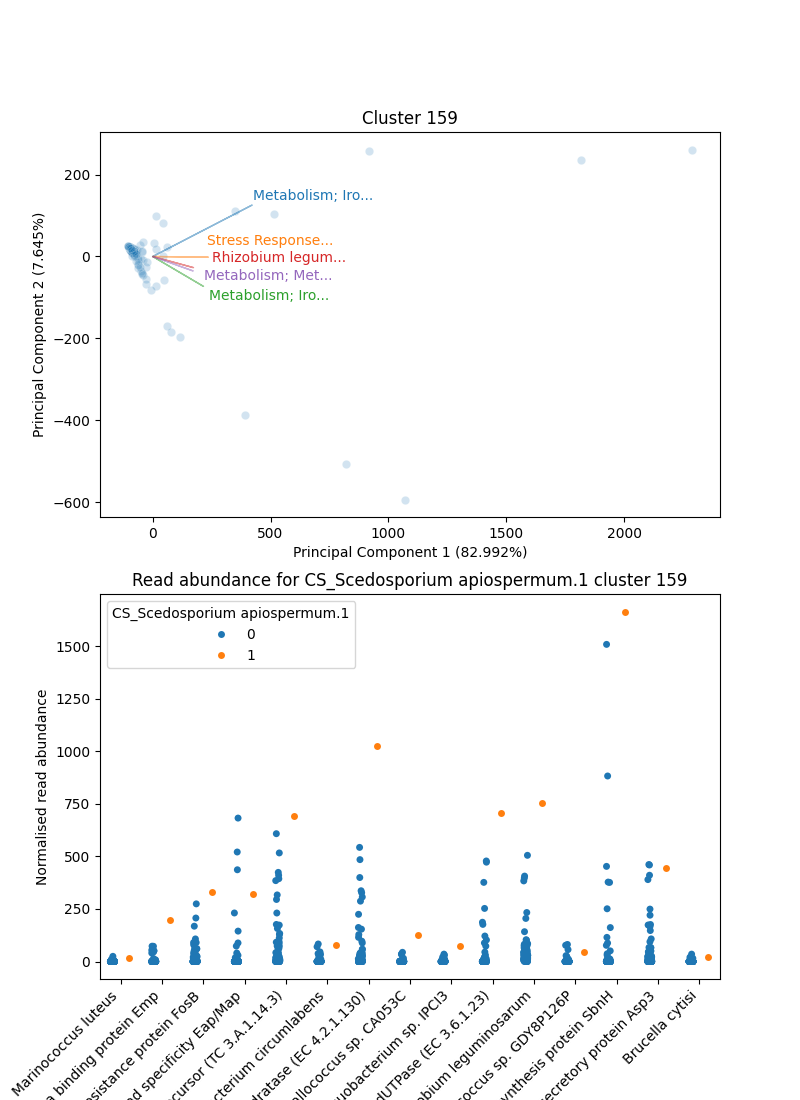 Cluster 159
Principal Component 2 (7.645%)
200
0
−200
−400
−600
Metabolism; Iro...
Stress Response...
Rhizobium legum...
Metabolism; Met...
Metabolism; Iro...
0
500
1000
1500
2000
Principal Component 1 (82.992%)
Read abundance for CS_Scedosporium apiospermum.1 cluster 159
Normalised read abundance
1500
1250
1000
750
500
250
0
CS_Scedosporium apiospermum.1
0
1
Marinococcus luteus
a binding protein Emp
esistance protein FosB
nd specificity Eap/Map
cursor (TC 3.A.1.14.3)
cterium circumlabens
dratase (EC 4.2.1.130)
ollococcus sp. CA053C
uobacterium sp. IPCI3
dUTPase (EC 3.6.1.23)
obium leguminosarum
occus sp. GDY8P126P
ynthesis protein SbnH
secretory protein Asp3
Brucella cytisi